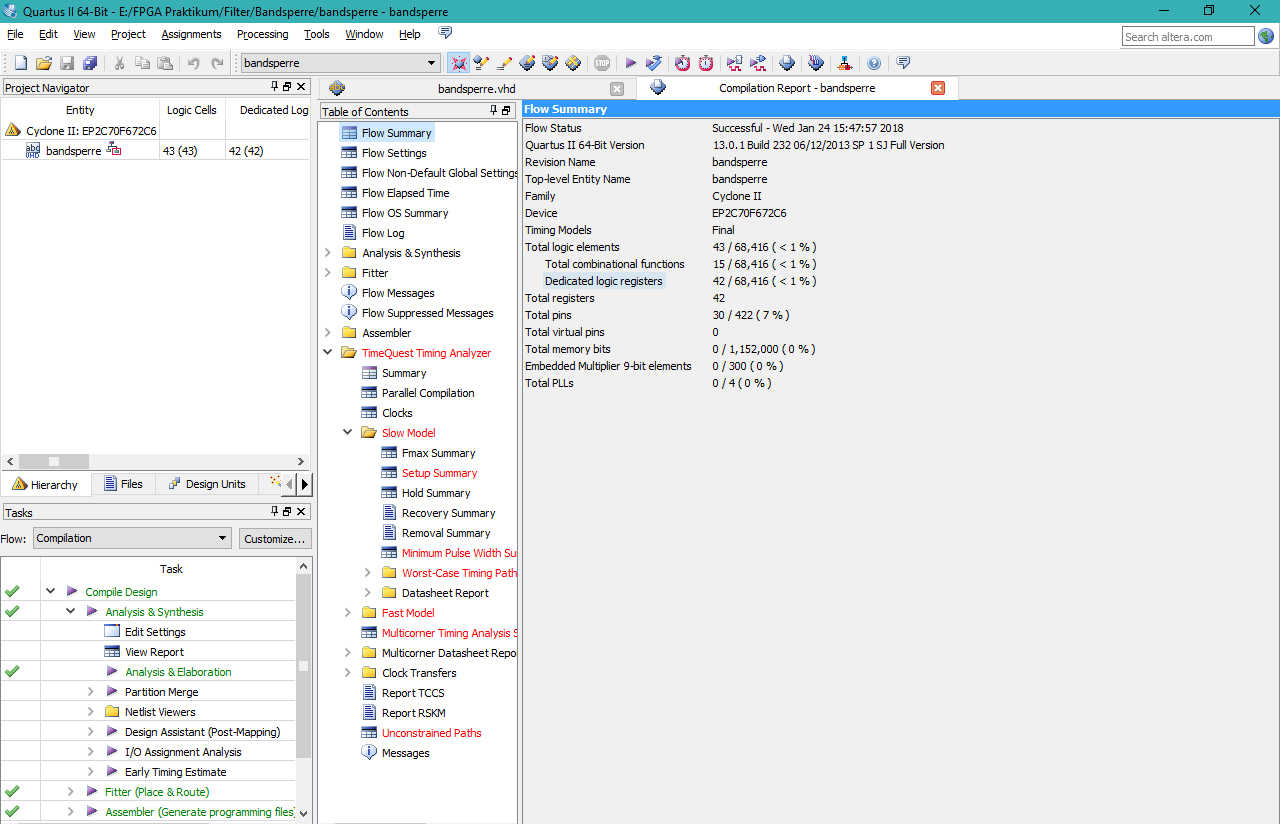 Quartus II 64-Bit - E:/FPGA Praktikum/Filter/Bandsperre/bandsperre - bandsperre
File Edit View Project Assignments Processing Tools Window Help
Search altera.com
bandsperre
Project Navigator
Entity Logic Cells Dedicated Log
Cyclone II: EP2C70F672C6
abc
VHD
bandsperre 43 (43) 42 (42)
Hierarchy Files Design Units
Tasks
Flow: Compilation Customize...
Task
Compile Design
Analysis & Synthesis
Edit Settings
View Report
Analysis & Elaboration
Partition Merge
Netlist Viewers
Design Assistant (Post-Mapping)
I/O Assignment Analysis
Early Timing Estimate
Fitter (Place & Route)
Assembler (Generate programming files)
bandsperre.vhd
Compilation Report - bandsperre
Table of Contents
Flow Summary
Flow Settings
Flow Non-Default Global Settings
Flow Elapsed Time
Flow OS Summary
Flow Log
Analysis & Synthesis
Fitter
Flow Messages
Flow Suppressed Messages
Assembler
TimeQuest Timing Analyzer
Summary
Parallel Compilation
Clocks
Slow Model
Fmax Summary
Setup Summary
Hold Summary
Recovery Summary
Removal Summary
Minimum Pulse Width Su
Worst-Case Timing Path
Datasheet Report
Fast Model
Multicorner Timing Analysis S
Multicorner Datasheet Repo
Clock Transfers
Report TCCS
Report RSKM
Unconstrained Paths
Messages
Flow Summary
Flow Status Successful - Wed Jan 24 15:47:57 2018
Quartus II 64-Bit Version 13.0.1 Build 232 06/12/2013 SP 1 SJ Full Version
Revision Name bandsperre
Top-level Entity Name bandsperre
Family Cyclone II
Device EP2C70F672C6
Timing Models Final
Total logic elements 43 / 68,416 ( < 1 % )
Total combinational functions 15 / 68,416 ( < 1 % )
Dedicated logic registers 42 / 68,416 ( < 1 % )
Total registers 42
Total pins 30 / 422 ( 7 % )
Total virtual pins 0
Total memory bits 0 / 1,152,000 ( 0 % )
Embedded Multiplier 9-bit elements 0 / 300 ( 0 % )
Total PLLs 0 / 4 ( 0 % )